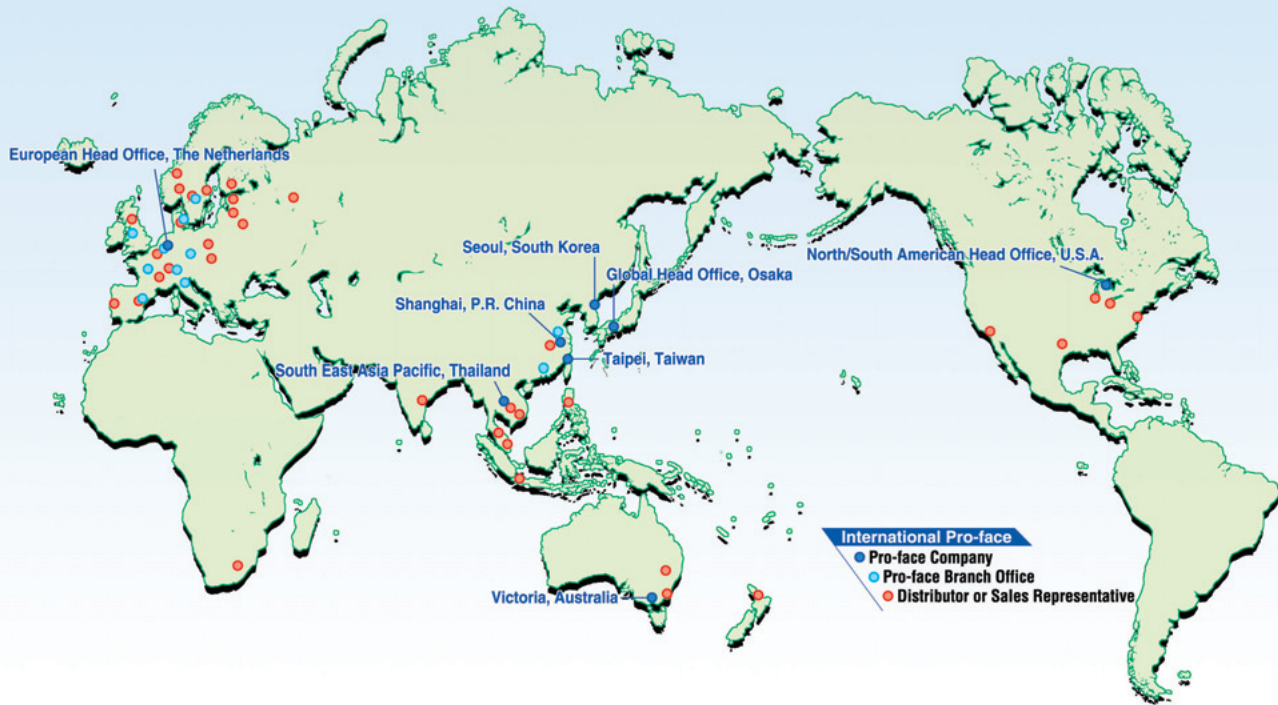 European Head Office, The Netherlands
Seoul, South Korea
Global Head Office, Osaka
North/South American Head Office, U.S.A.
Shanghai, P.R. China
Taipei, Taiwan
South East Asia Pacific, Thailand
Victoria, Australia
International Pro-face
Pro-face Company
Pro-face Branch Office
Distributor or Sales Representative